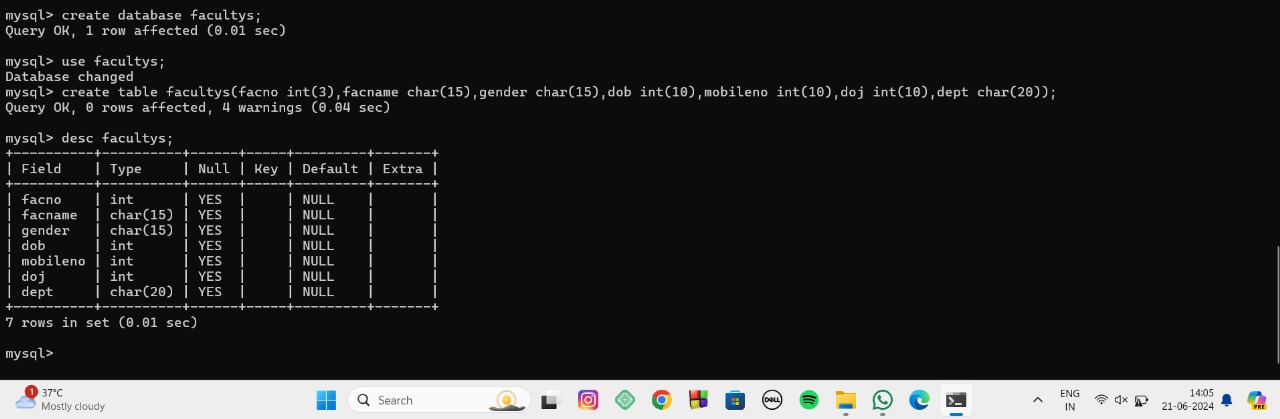 mysql> create database facultys;
Query OK, 1 row affected (0.01 sec)
mysql> use facultys;
Database changed
mysql> create table facultys(facno int(3),facname char(15),gender char(15),dob int(10),mobileno int(10),doj int(10),dept char(20));
Query OK, 0 rows affected, 4 warnings (0.04 sec)
mysql> desc facultys;
+----------+----------+------+-----+---------+-------+
| Field    | Type     | Null | Key | Default | Extra |
+----------+----------+------+-----+---------+-------+
| facno    | int      | YES  |     | NULL    |       |
| facname  | char(15) | YES  |     | NULL    |       |
| gender   | char(15) | YES  |     | NULL    |       |
| dob      | int      | YES  |     | NULL    |       |
| mobileno | int      | YES  |     | NULL    |       |
| doj      | int      | YES  |     | NULL    |       |
| dept     | char(20) | YES  |     | NULL    |       |
+----------+----------+------+-----+---------+-------+
7 rows in set (0.01 sec)
mysql>
1
37°C
Mostly cloudy
Search
DELL
ENG
IN
14:05
21-06-2024
PRE